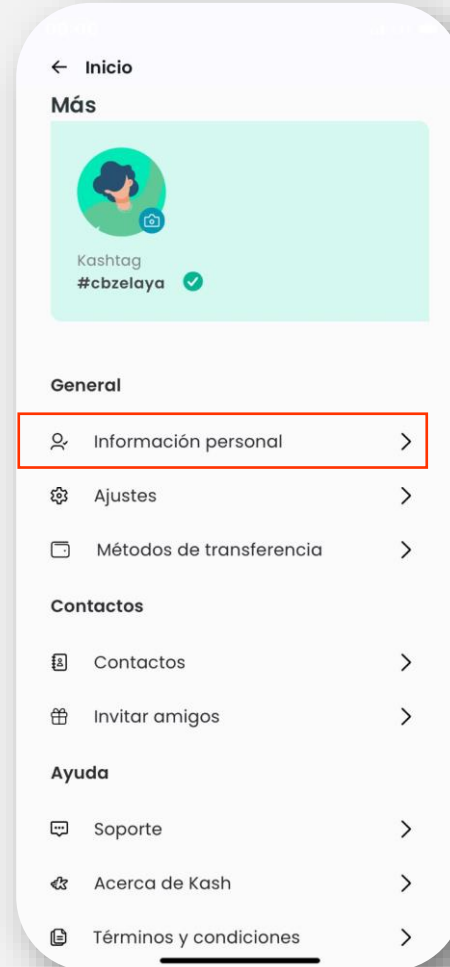 Inicio
Más
Kashtag
#cbzelaya
General
Información personal
Ajustes
Métodos de transferencia
Contactos
Contactos
Invitar amigos
Ayuda
Soporte
Acerca de Kash
Términos y condiciones